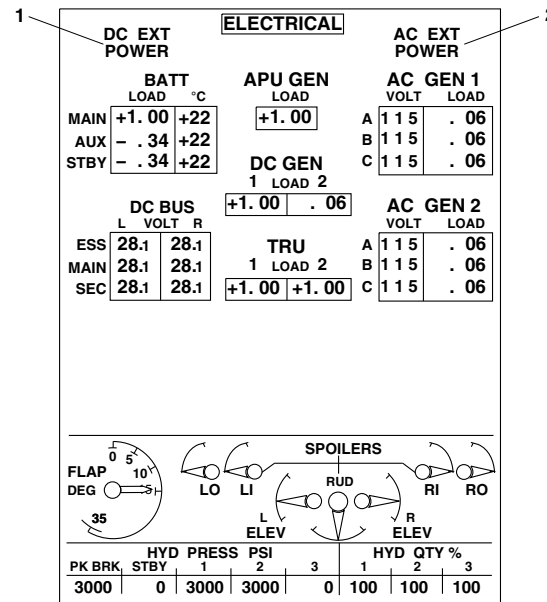 1
2
DC EXT
POWER
ELECTRICAL
AC EXT
POWER
BATT
LOAD °C
MAIN +1.00 +22
AUX - .34 +22
STBY - .34 +22
APU GEN
LOAD
+1.00
AC GEN 1
VOLT LOAD
A 115 .06
B 115 .06
C 115 .06
DC GEN
1 LOAD 2
+1.00 .06
DC BUS
L VOLT R
ESS 28.1 28.1
MAIN 28.1 28.1
SEC 28.1 28.1
TRU
1 LOAD 2
+1.00 +1.00
AC GEN 2
VOLT LOAD
A 115 .06
B 115 .06
C 115 .06
FLAP
DEG
0
5
10
15
35
SPOILERS
LO LI RI RO
RUD
L
ELEV
R
ELEV
HYD PRESS PSI
PK BRK STBY 1 2 3
3000 0 3000 3000 0
HYD QTY %
1 2 3
100 100 100